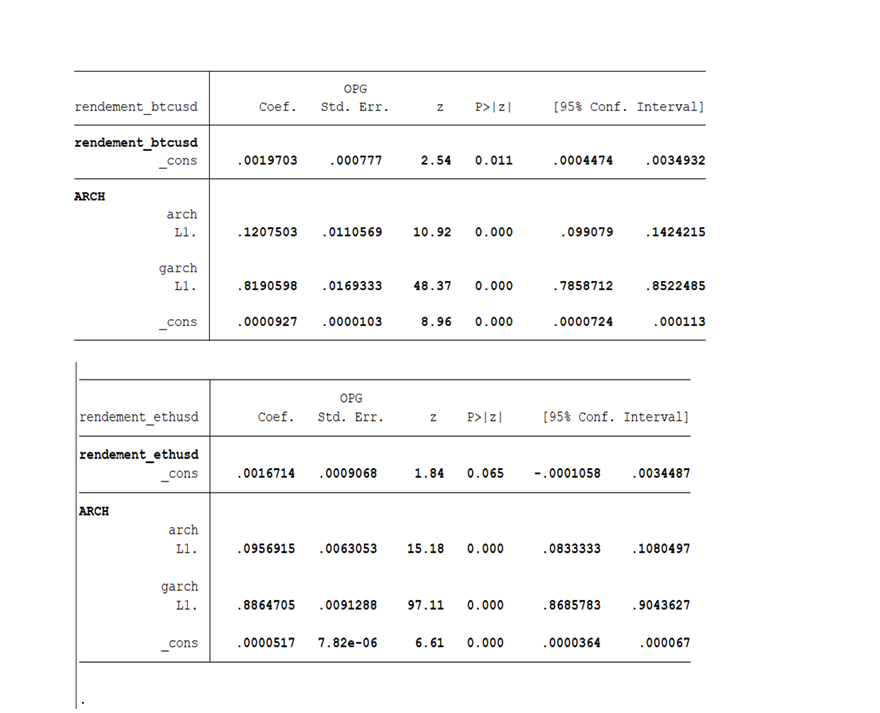 OPG
rendement_btcusd Coef. Std. Err. z P>|z| [95% Conf. Interval]
rendement_btcusd
_cons .0019703 .000777 2.54 0.011 .0004474 .0034932
ARCH
arch
L1. .1207503 .0110569 10.92 0.000 .099079 .1424215
garch
L1. .8190598 .0169333 48.37 0.000 .7858712 .8522485
_cons .0000927 .0000103 8.96 0.000 .0000724 .000113
OPG
rendement_ethusd Coef. Std. Err. z P>|z| [95% Conf. Interval]
rendement_ethusd
_cons .0016714 .0009068 1.84 0.065 -.0001058 .0034487
ARCH
arch
L1. .0956915 .0063053 15.18 0.000 .0833333 .1080497
garch
L1. .8864705 .0091288 97.11 0.000 .8685783 .9043627
_cons .0000517 7.82e-06 6.61 0.000 .0000364 .000067
.